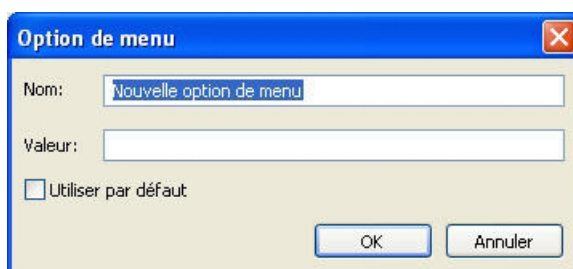 Option de menu
Nom: Nouvelle option de menu
Valeur:
Utiliser par défaut
OK Annuler